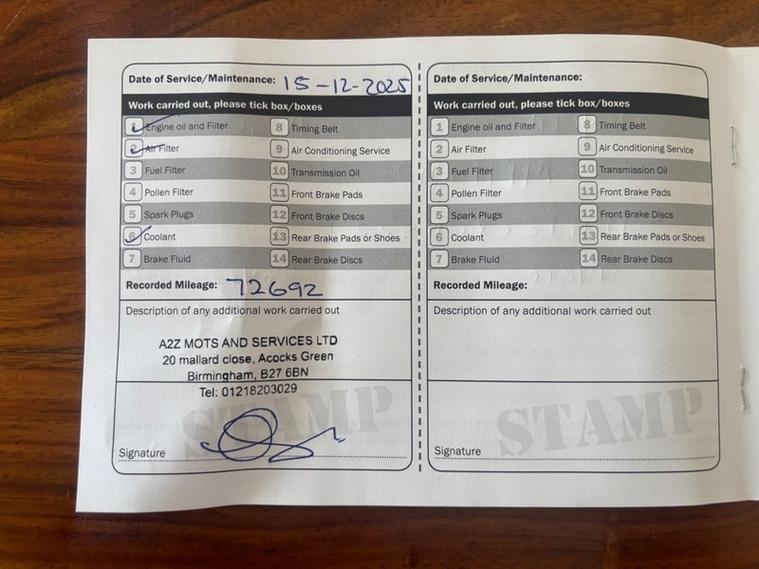 Date of Service/Maintenance: 15-12-2025
Work carried out, please tick box/boxes
1 Engine oil and Filter 8 Timing Belt
2 Air Filter 9 Air Conditioning Service
3 Fuel Filter 10 Transmission Oil
4 Pollen Filter 11 Front Brake Pads
5 Spark Plugs 12 Front Brake Discs
6 Coolant 13 Rear Brake Pads or Shoes
7 Brake Fluid 14 Rear Brake Discs
Recorded Mileage: 72692
Description of any additional work carried out
A2Z MOTS AND SERVICES LTD
20 mallard close, Acocks Green
Birmingham, B27 6BN
Tel: 01218203029
STAMP
Signature
Date of Service/Maintenance:
Work carried out, please tick box/boxes
1 Engine oil and Filter 8 Timing Belt
2 Air Filter 9 Air Conditioning Service
3 Fuel Filter 10 Transmission Oil
4 Pollen Filter 11 Front Brake Pads
5 Spark Plugs 12 Front Brake Discs
6 Coolant 13 Rear Brake Pads or Shoes
7 Brake Fluid 14 Rear Brake Discs
Recorded Mileage:
Description of any additional work carried out
STAMP
Signature